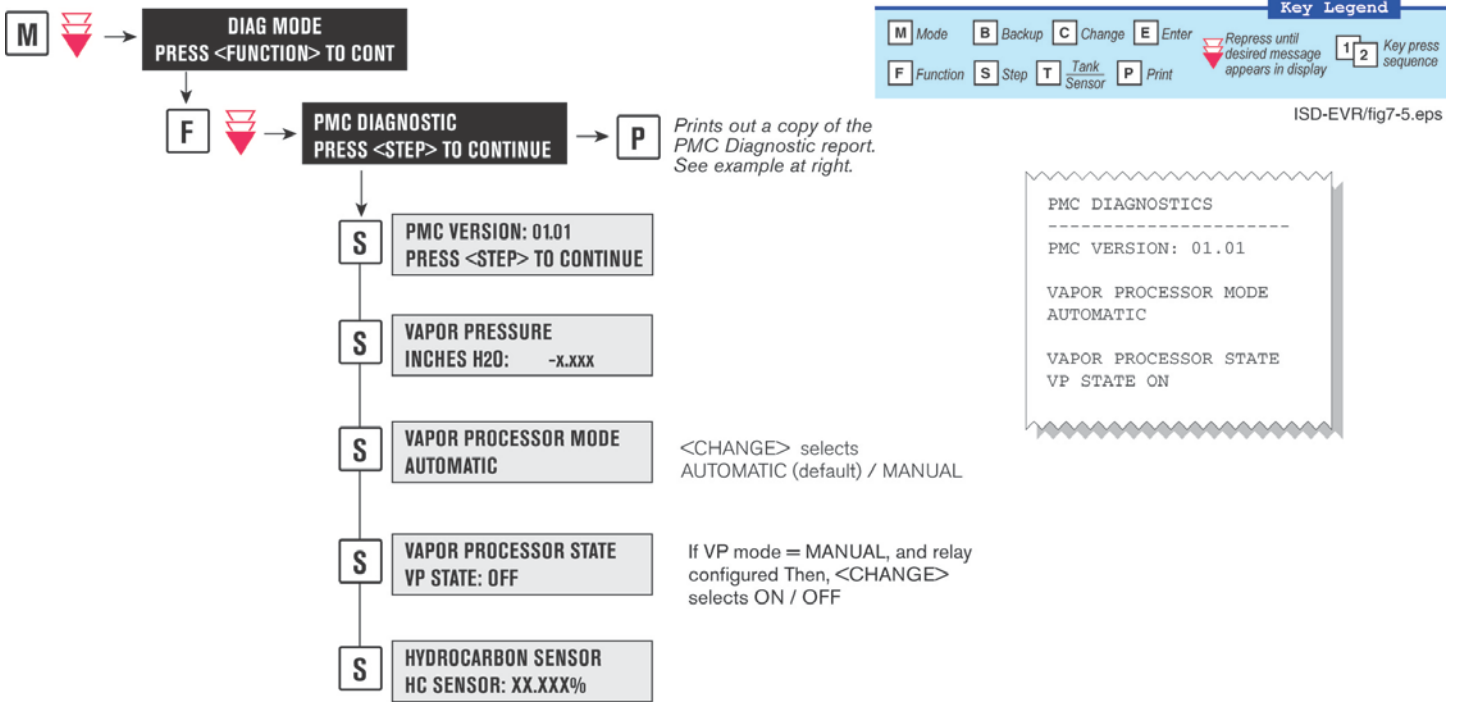 Key Legend
M Mode B Backup C Change E Enter
Repress until
desired message
appears in display
1 2 Key press
sequence
F Function S Step T Tank
Sensor P Print
ISD-EVR/fig7-5.eps
M
DIAG MODE
PRESS <FUNCTION> TO CONT
F
PMC DIAGNOSTIC
PRESS <STEP> TO CONTINUE
P
Prints out a copy of the
PMC Diagnostic report.
See example at right.
S
PMC VERSION: 01.01
PRESS <STEP> TO CONTINUE
S
VAPOR PRESSURE
INCHES H2O: -X.XXX
S
VAPOR PROCESSOR MODE
AUTOMATIC
<CHANGE> selects
AUTOMATIC (default) / MANUAL
S
VAPOR PROCESSOR STATE
VP STATE: OFF
If VP mode = MANUAL, and relay
configured Then, <CHANGE>
selects ON / OFF
S
HYDROCARBON SENSOR
HC SENSOR: XX.XXX%
PMC DIAGNOSTICS
-----------------------
PMC VERSION: 01.01
VAPOR PROCESSOR MODE
AUTOMATIC
VAPOR PROCESSOR STATE
VP STATE ON